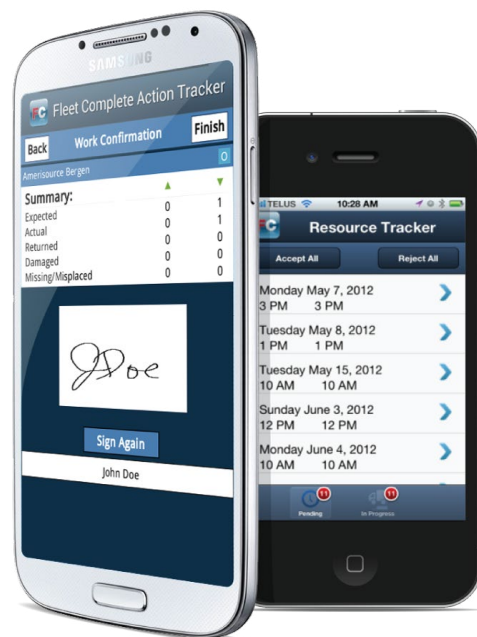 SAMSUNG
FC Fleet Complete Action Tracker
Back Work Confirmation Finish
Amerisource Bergen O
Summary: ▲ ▼
Expected 0 1
Actual 0 1
Returned 0 0
Damaged 0 0
Missing/Misplaced 0 0
JDoe
Sign Again
John Doe
TELUS 10:28 AM
C Resource Tracker
Accept All Reject All
Monday May 7, 2012
3 PM 3 PM
Tuesday May 8, 2012
1 PM 1 PM
Tuesday May 15, 2012
10 AM 10 AM
Sunday June 3, 2012
12 PM 12 PM
Monday June 4, 2012
10 AM 10 AM
11 11
Pending In Progress